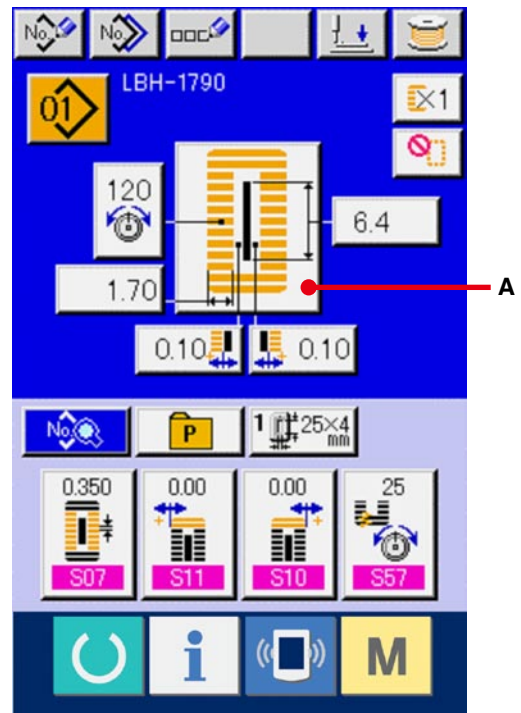 No. No.
LBH-1790
01
×1
120
6.4
1.70
A
0.10 0.10
No. P 1 25×4
mm
0.350 0.00 0.00 25
S07 S11 S10 S57
i M